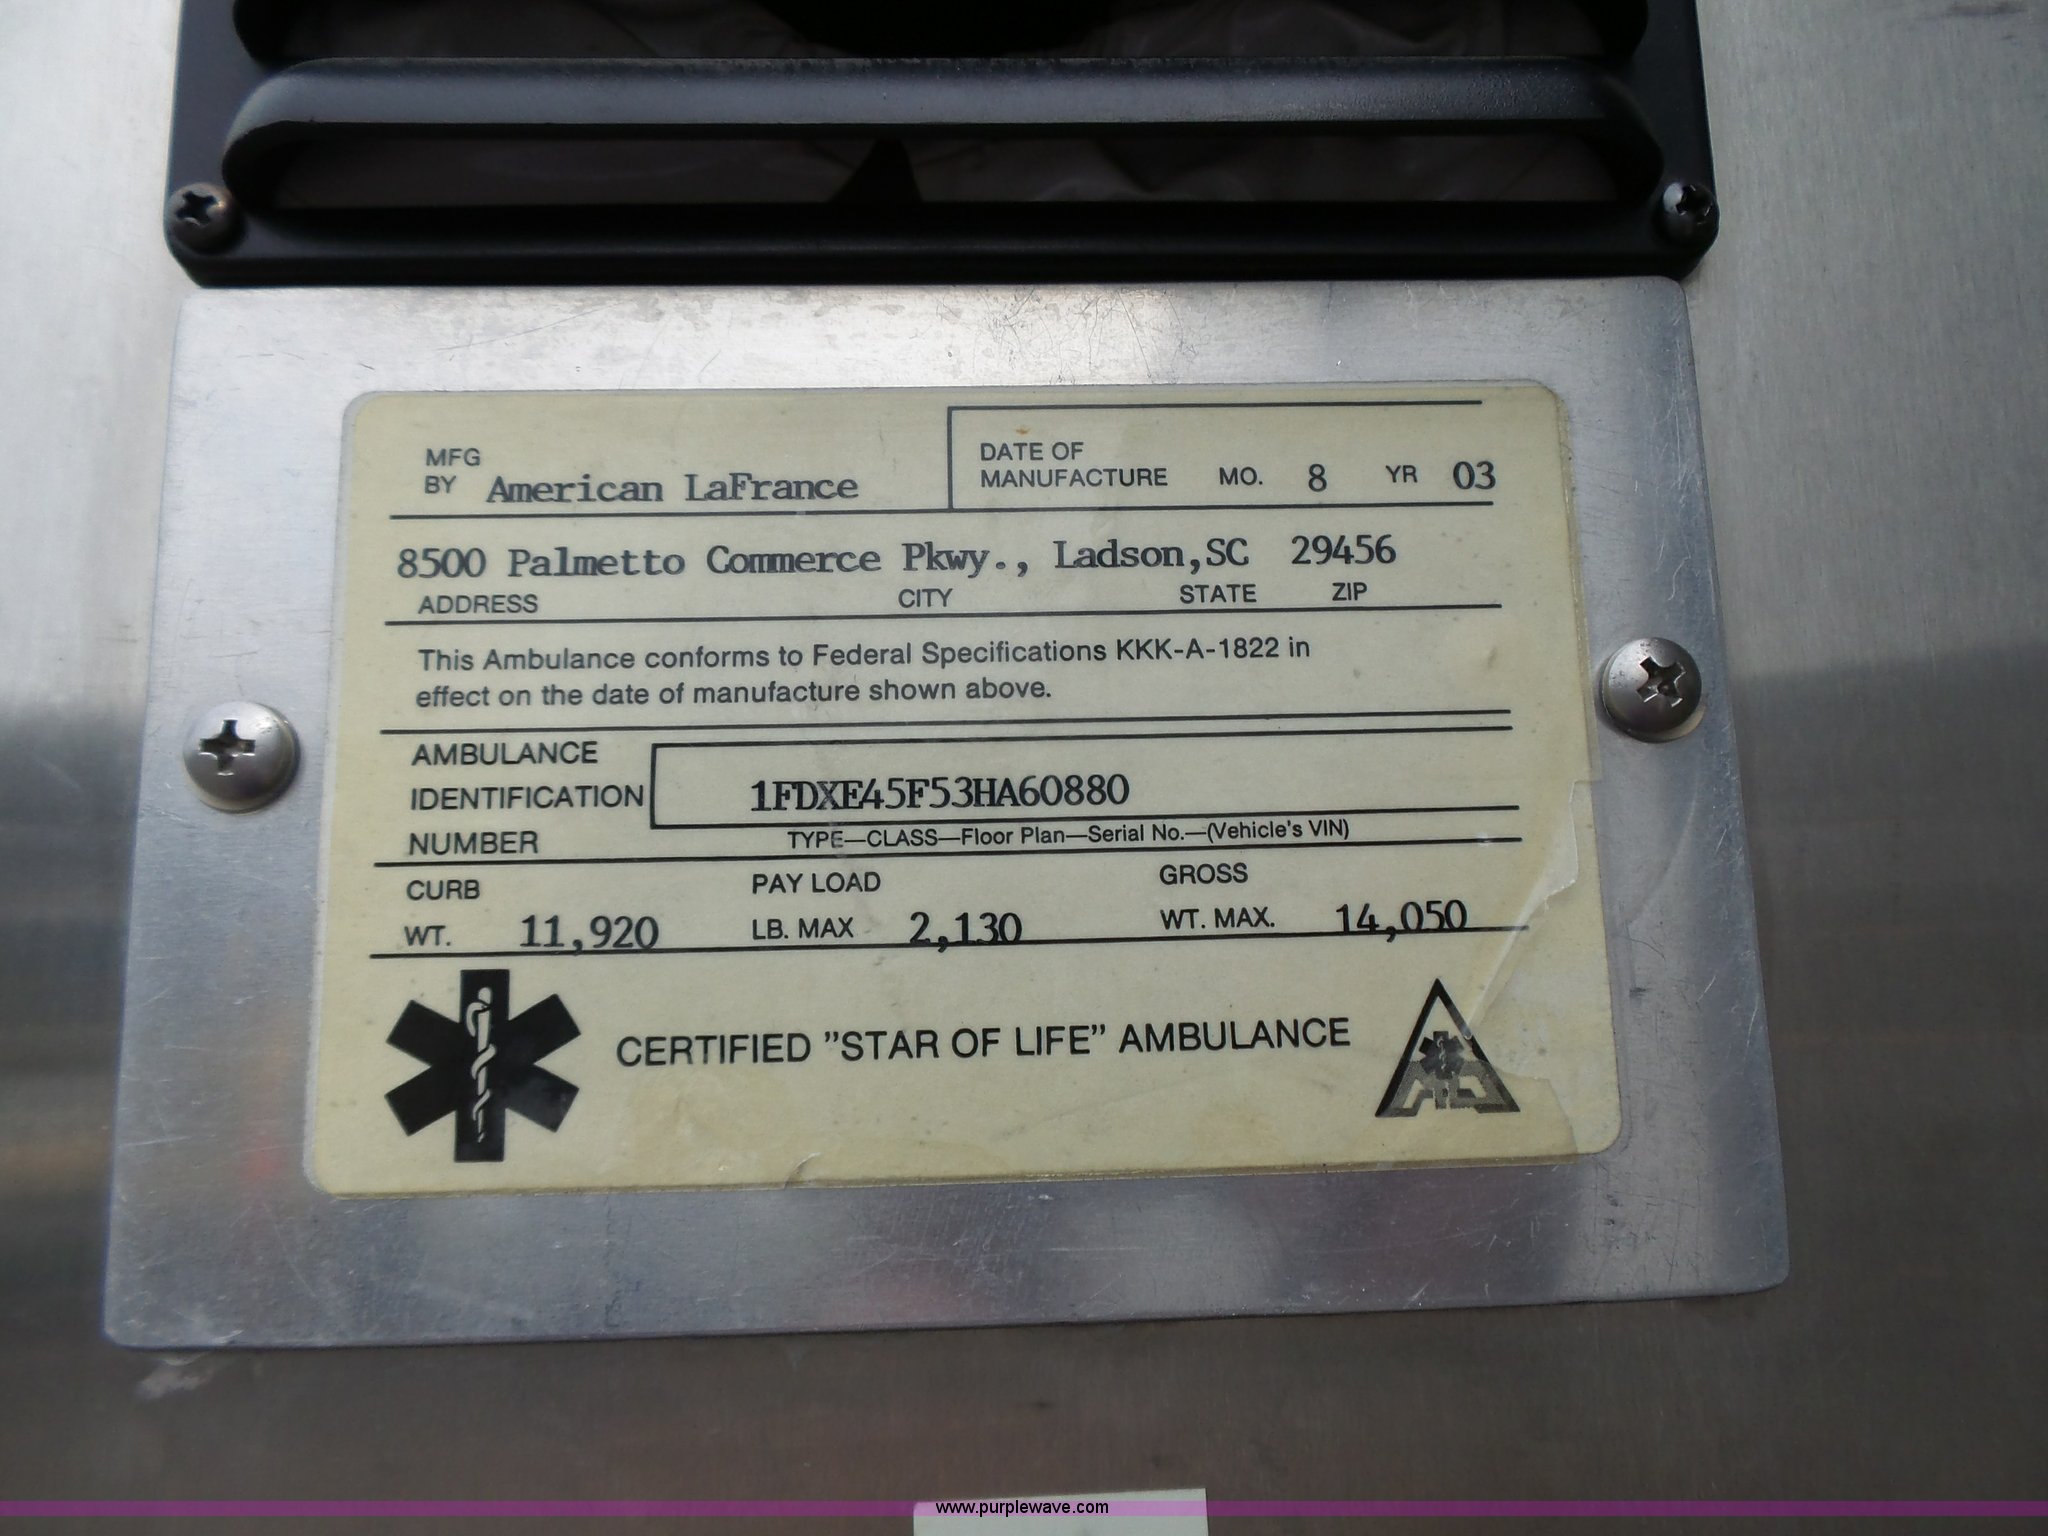 MFG
BY American LaFrance
DATE OF
MANUFACTURE MO. 8 YR 03
8500 Palmetto Commerce Pkwy., Ladson,SC 29456
ADDRESS CITY STATE ZIP
This Ambulance conforms to Federal Specifications KKK-A-1822 in
effect on the date of manufacture shown above.
AMBULANCE
IDENTIFICATION
NUMBER
1FDXE45F53HA60880
TYPE—CLASS—Floor Plan—Serial No.—(Vehicle's VIN)
CURB
WT. 11,920
PAY LOAD
LB. MAX 2,130
GROSS
WT. MAX. 14,050
CERTIFIED "STAR OF LIFE" AMBULANCE
www.purplewave.com